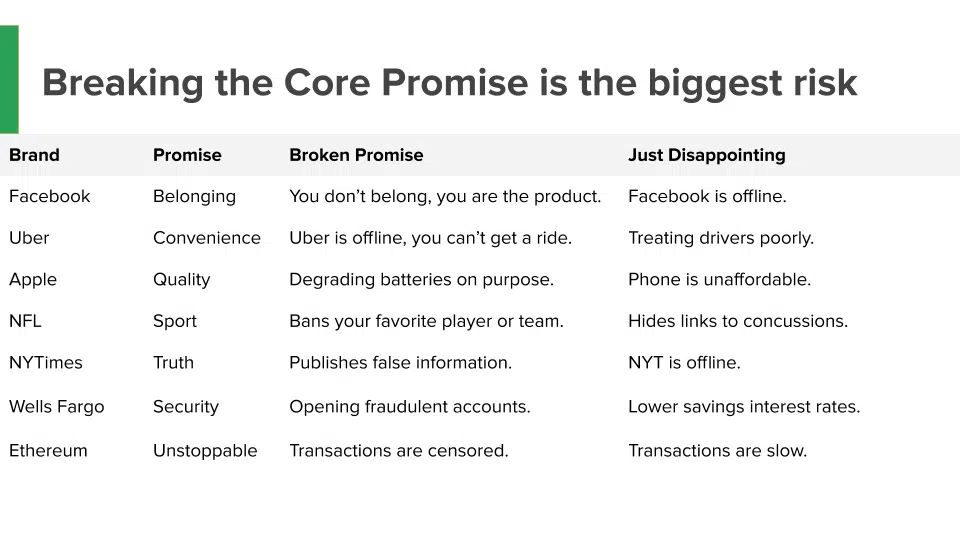 Breaking the Core Promise is the biggest risk
Brand Promise Broken Promise Just Disappointing
Facebook Belonging You don’t belong, you are the product. Facebook is offline.
Uber Convenience Uber is offline, you can’t get a ride. Treating drivers poorly.
Apple Quality Degrading batteries on purpose. Phone is unaffordable.
NFL Sport Bans your favorite player or team. Hides links to concussions.
NYTimes Truth Publishes false information. NYT is offline.
Wells Fargo Security Opening fraudulent accounts. Lower savings interest rates.
Ethereum Unstoppable Transactions are censored. Transactions are slow.